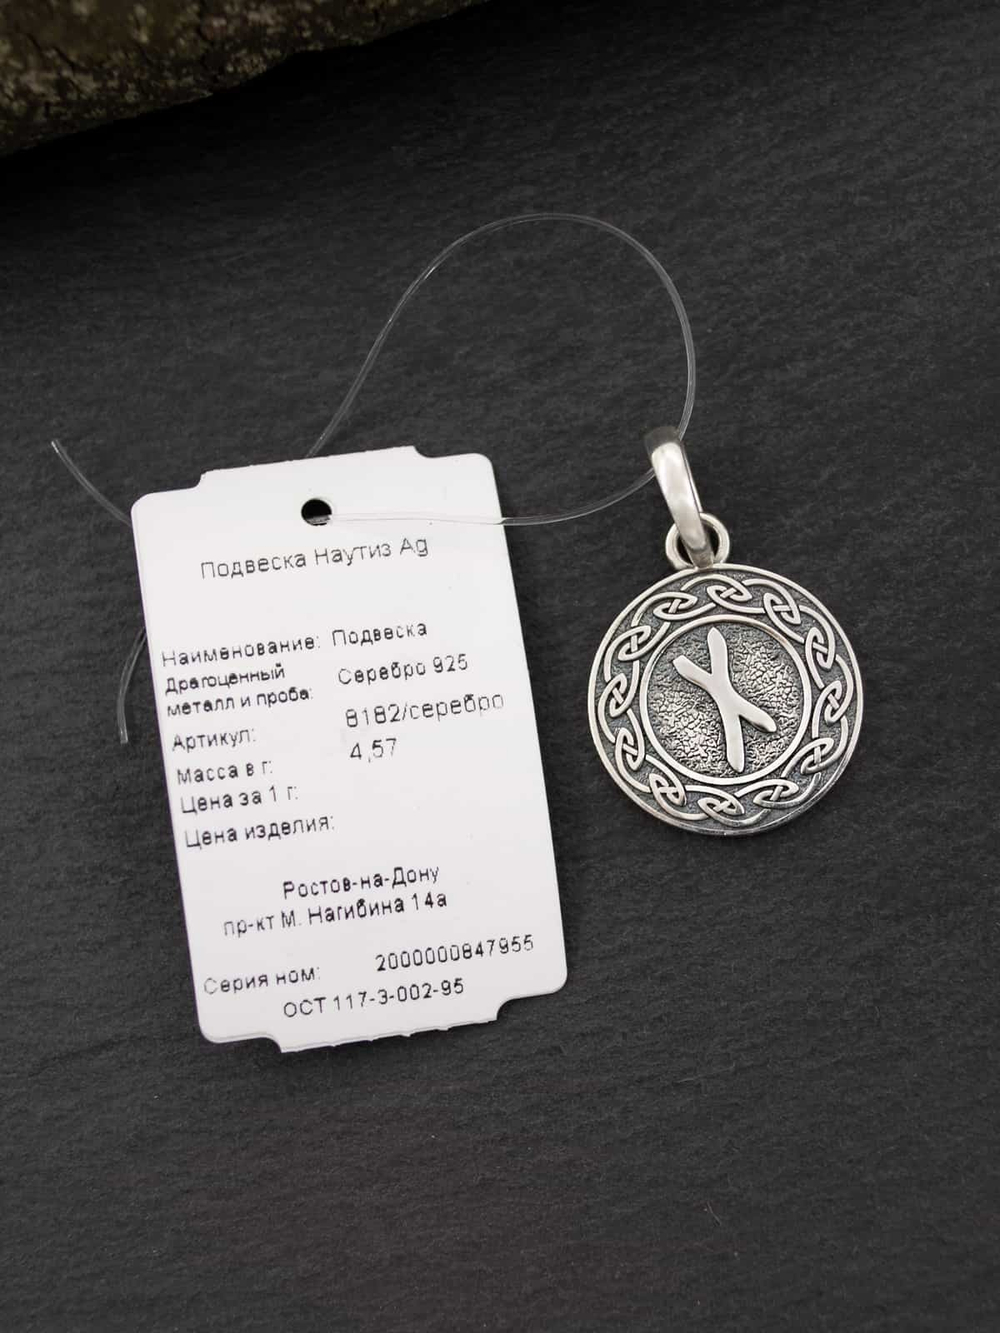 Подвеска Наутиз Ag
Наименование: Подвеска
Драгоценный
металл и проба: Серебро 925
Артикул: 8182/серебро
Масса в г: 4,57
Цена за 1 г:
Цена изделия:
Ростов-на-Дону
пр-кт М. Нагибина 14а
Серия ном: 2000000847955
ОСТ 117-3-002-95